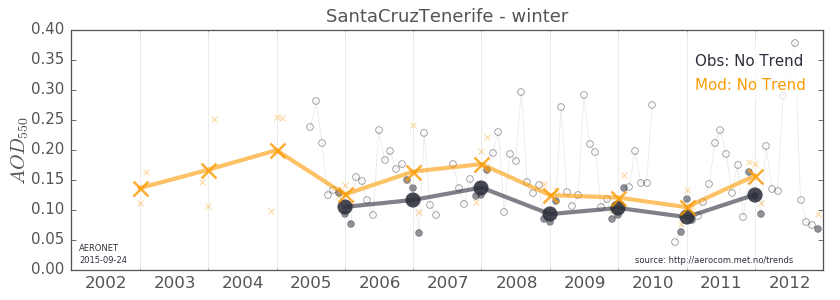 SantaCruzTenerife - winter
0.40
0.35
0.30
0.25
0.20
0.15
0.10
0.05
0.00
AOD550
Obs: No Trend
Mod: No Trend
AERONET
2015-09-24
source: http://aerocom.met.no/trends
2002 2003 2004 2005 2006 2007 2008 2009 2010 2011 2012